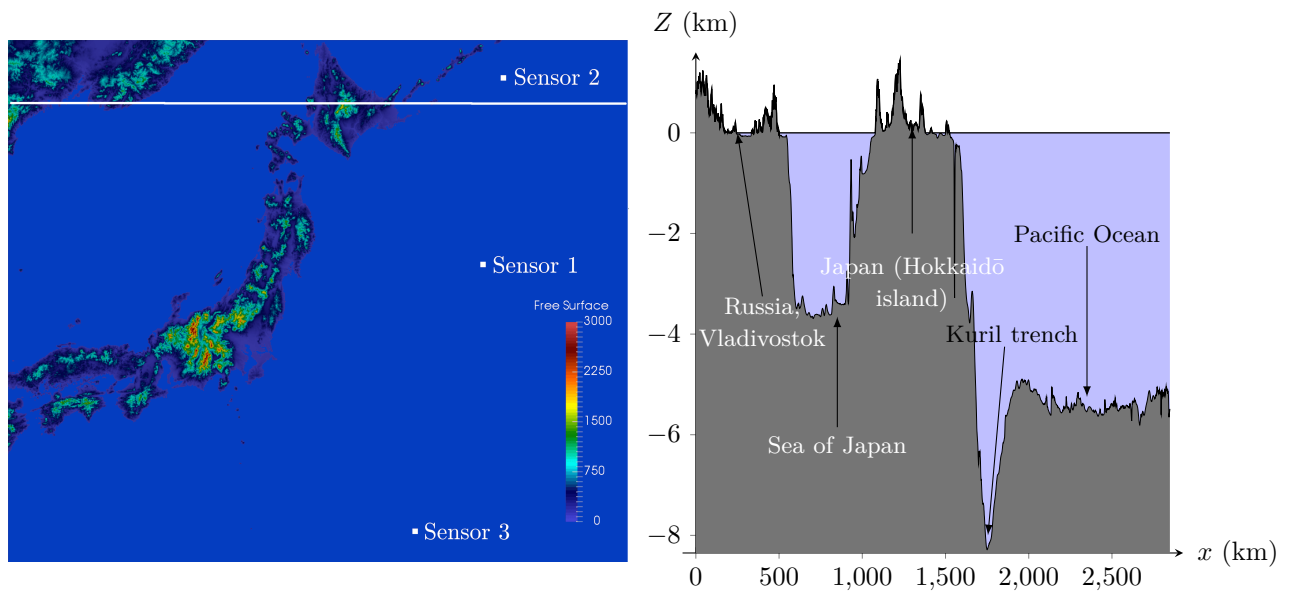 Sensor 2
Sensor 1
Free Surface
3000
2250
1500
750
0
Sensor 3
Z (km)
0
−2
−4
−6
−8
Pacific Ocean
Japan (Hokkaidō
island)
Russia,
Vladivostok
Kuril trench
Sea of Japan
0
500
1,000
1,500
2,000
2,500
x (km)